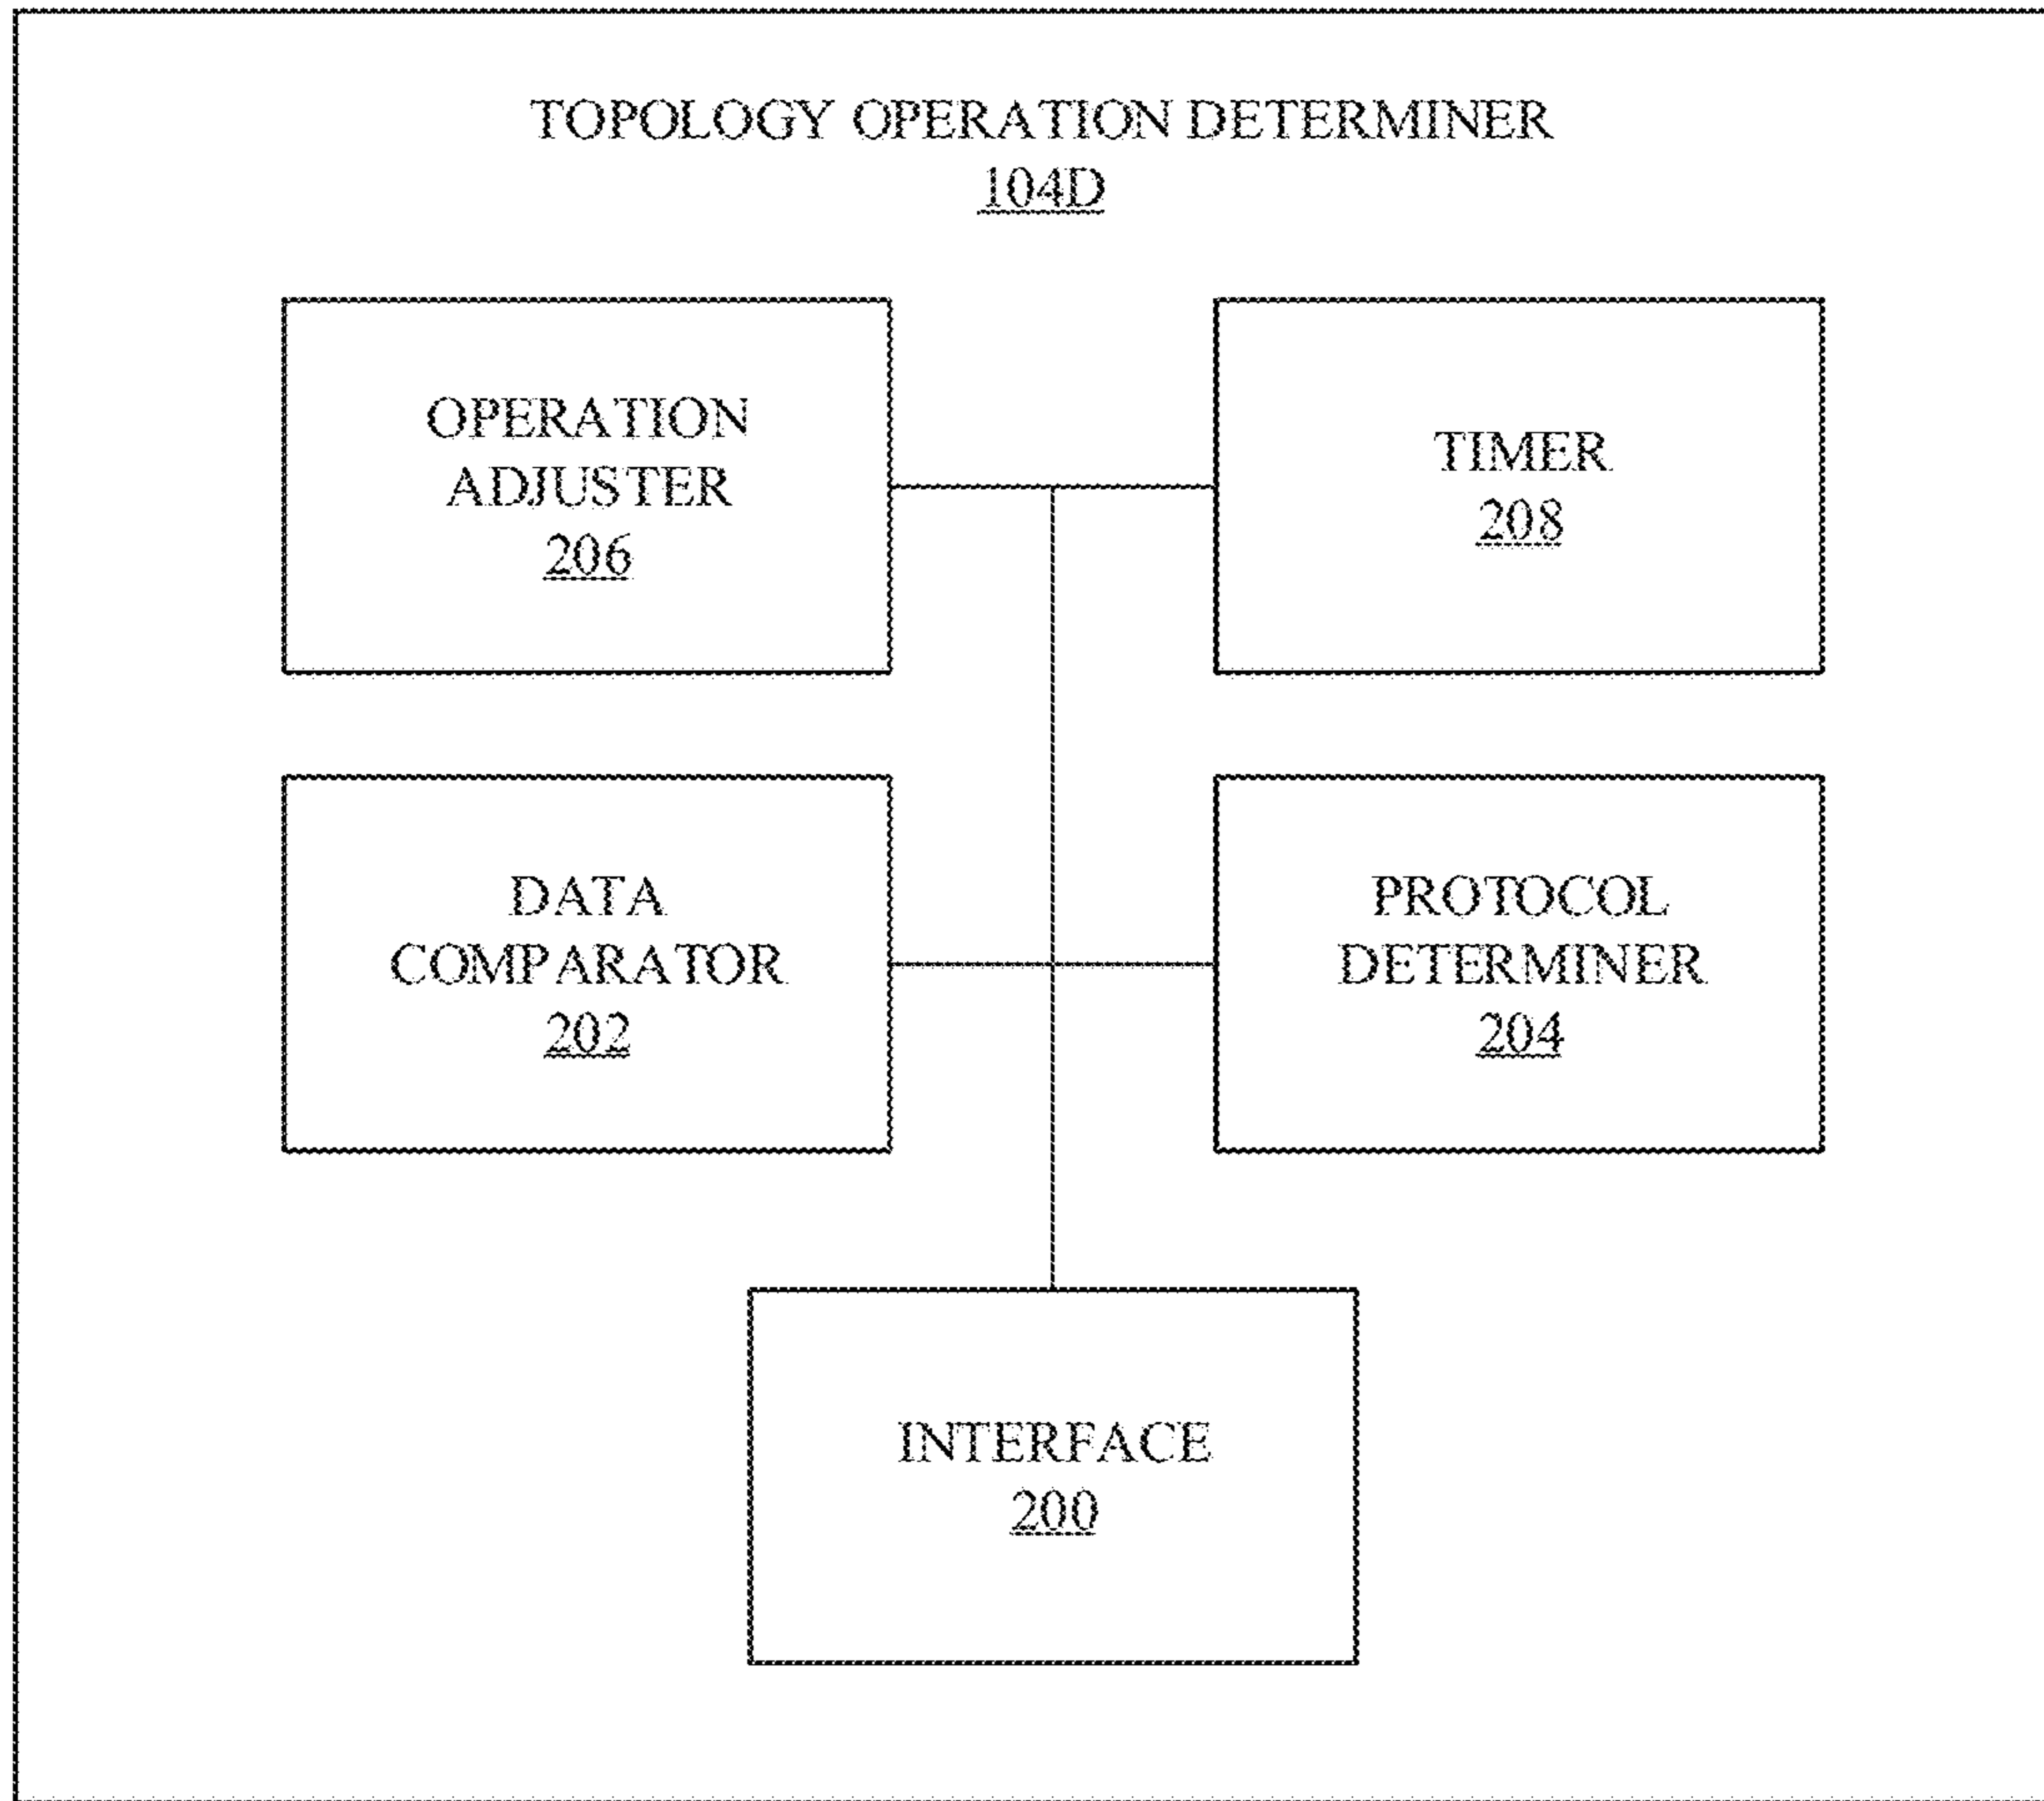 TOPOLOGY OPERATION DETERMINER
104D
OPERATION
ADJUSTER
206
TIMER
208
DATA
COMPARATOR
202
PROTOCOL
DETERMINER
204
INTERFACE
200